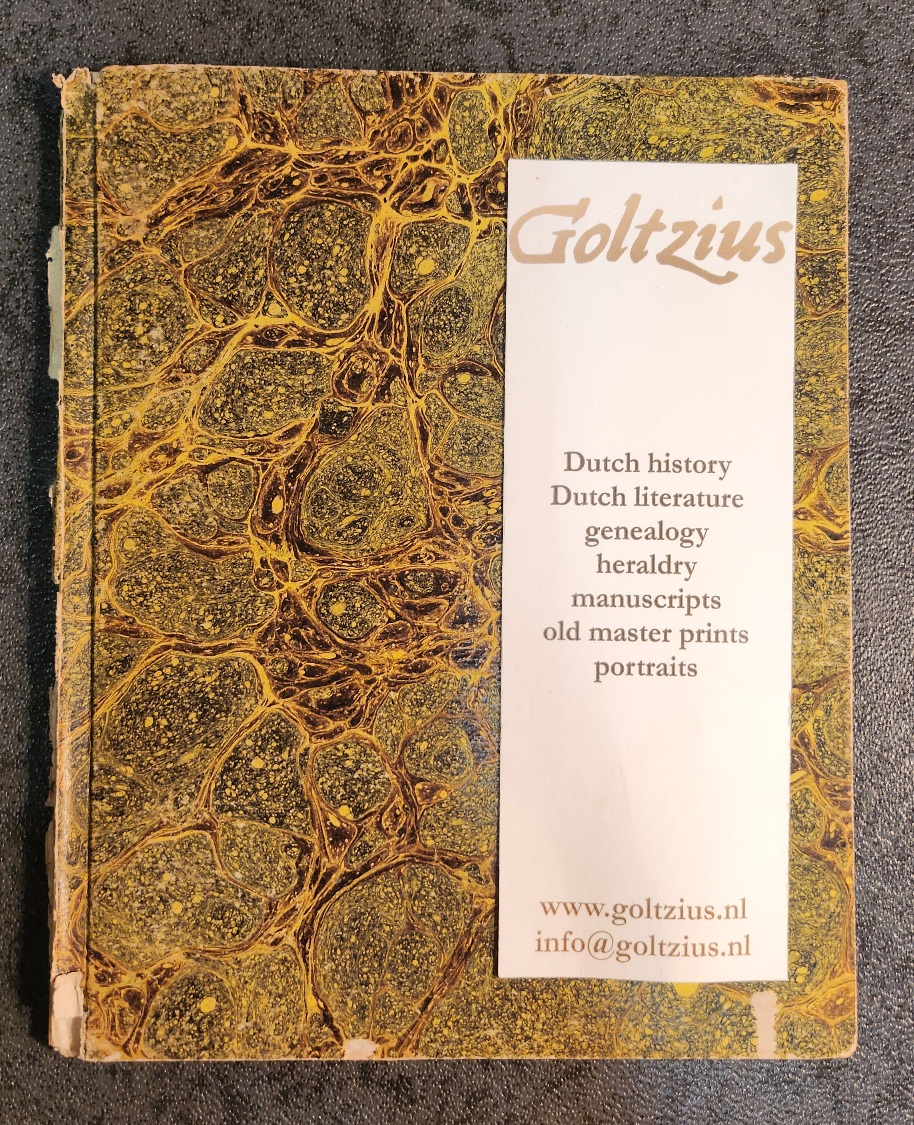 Goltzius
Dutch history
Dutch literature
genealogy
heraldry
manuscripts
old master prints
portraits
www.goltzius.nl
info@goltzius.nl